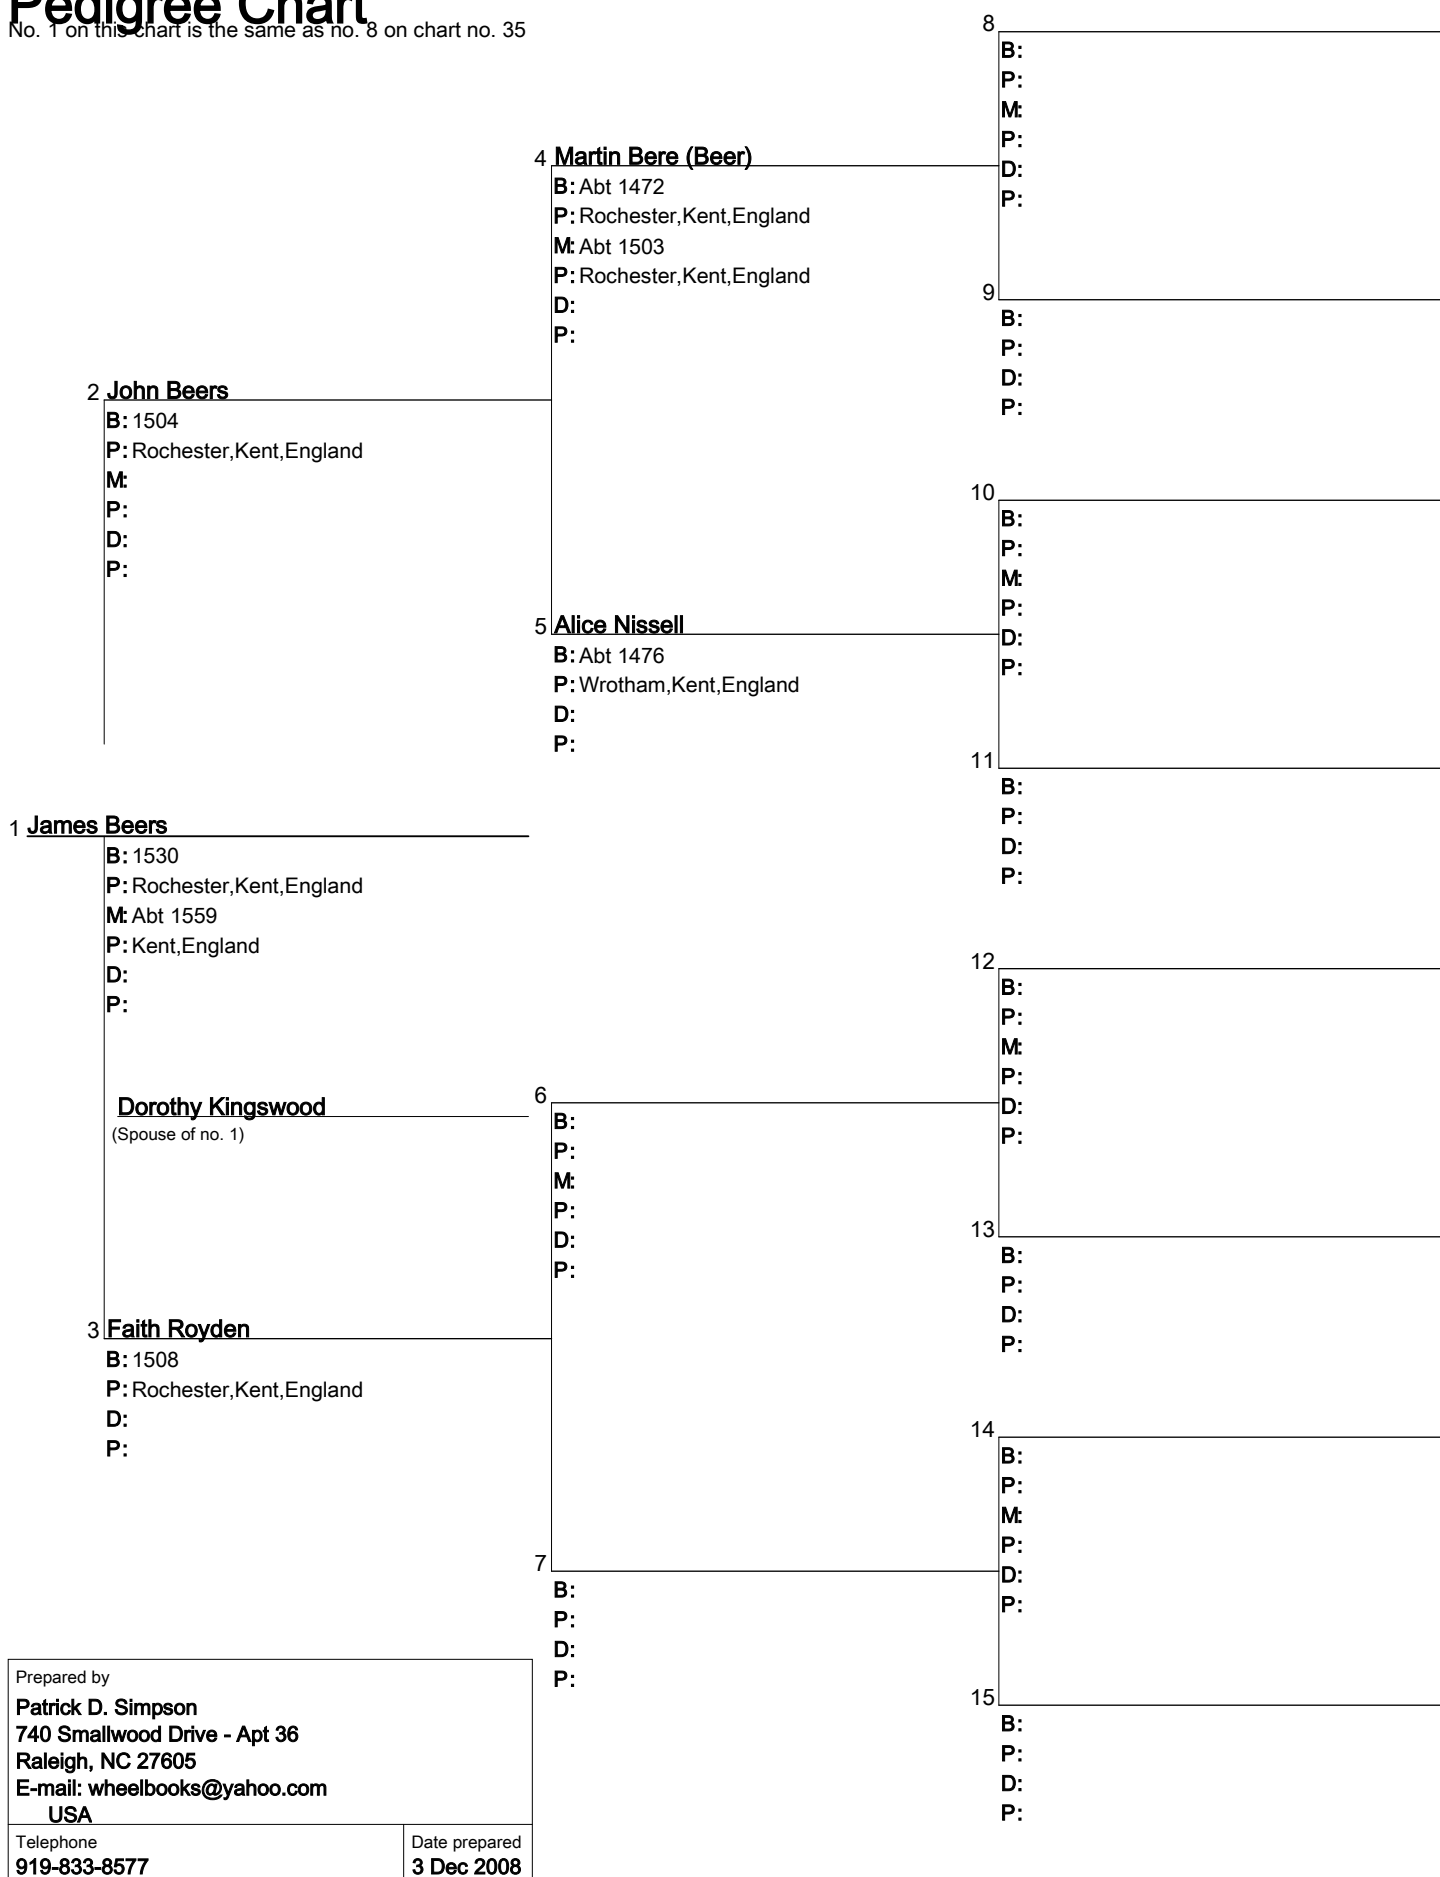 Pedigree Chart
No. 1 on this chart is the same as no. 8 on chart no. 35
8
B:
P:
M:
P:
D:
P:
4 Martin Bere (Beer)
B: Abt 1472
P: Rochester,Kent,England
M: Abt 1503
P: Rochester,Kent,England
D:
P:
9
B:
P:
D:
P:
2 John Beers
B: 1504
P: Rochester,Kent,England
M:
P:
D:
P:
10
B:
P:
M:
P:
D:
P:
5 Alice Nissell
B: Abt 1476
P: Wrotham,Kent,England
D:
P:
11
B:
P:
D:
P:
1 James Beers
B: 1530
P: Rochester,Kent,England
M: Abt 1559
P: Kent,England
D:
P:
12
B:
P:
M:
P:
D:
P:
Dorothy Kingswood
(Spouse of no. 1)
6
B:
P:
M:
P:
D:
P:
13
B:
P:
D:
P:
3 Faith Royden
B: 1508
P: Rochester,Kent,England
D:
P:
14
B:
P:
M:
P:
D:
P:
7
B:
P:
D:
P:
15
B:
P:
D:
P:
Prepared by
Patrick D. Simpson
740 Smallwood Drive - Apt 36
Raleigh, NC 27605
E-mail: wheelbooks@yahoo.com
USA
Telephone
919-833-8577
Date prepared
3 Dec 2008